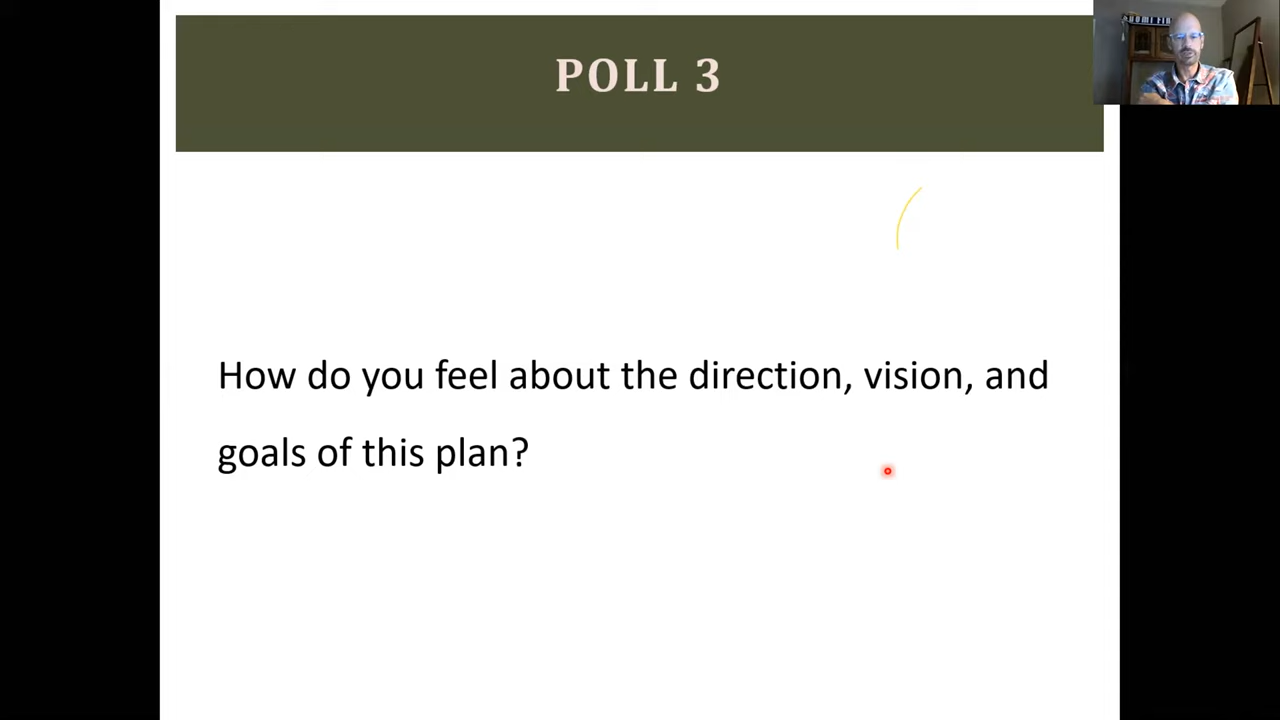 POLL 3
How do you feel about the direction, vision, and
goals of this plan?